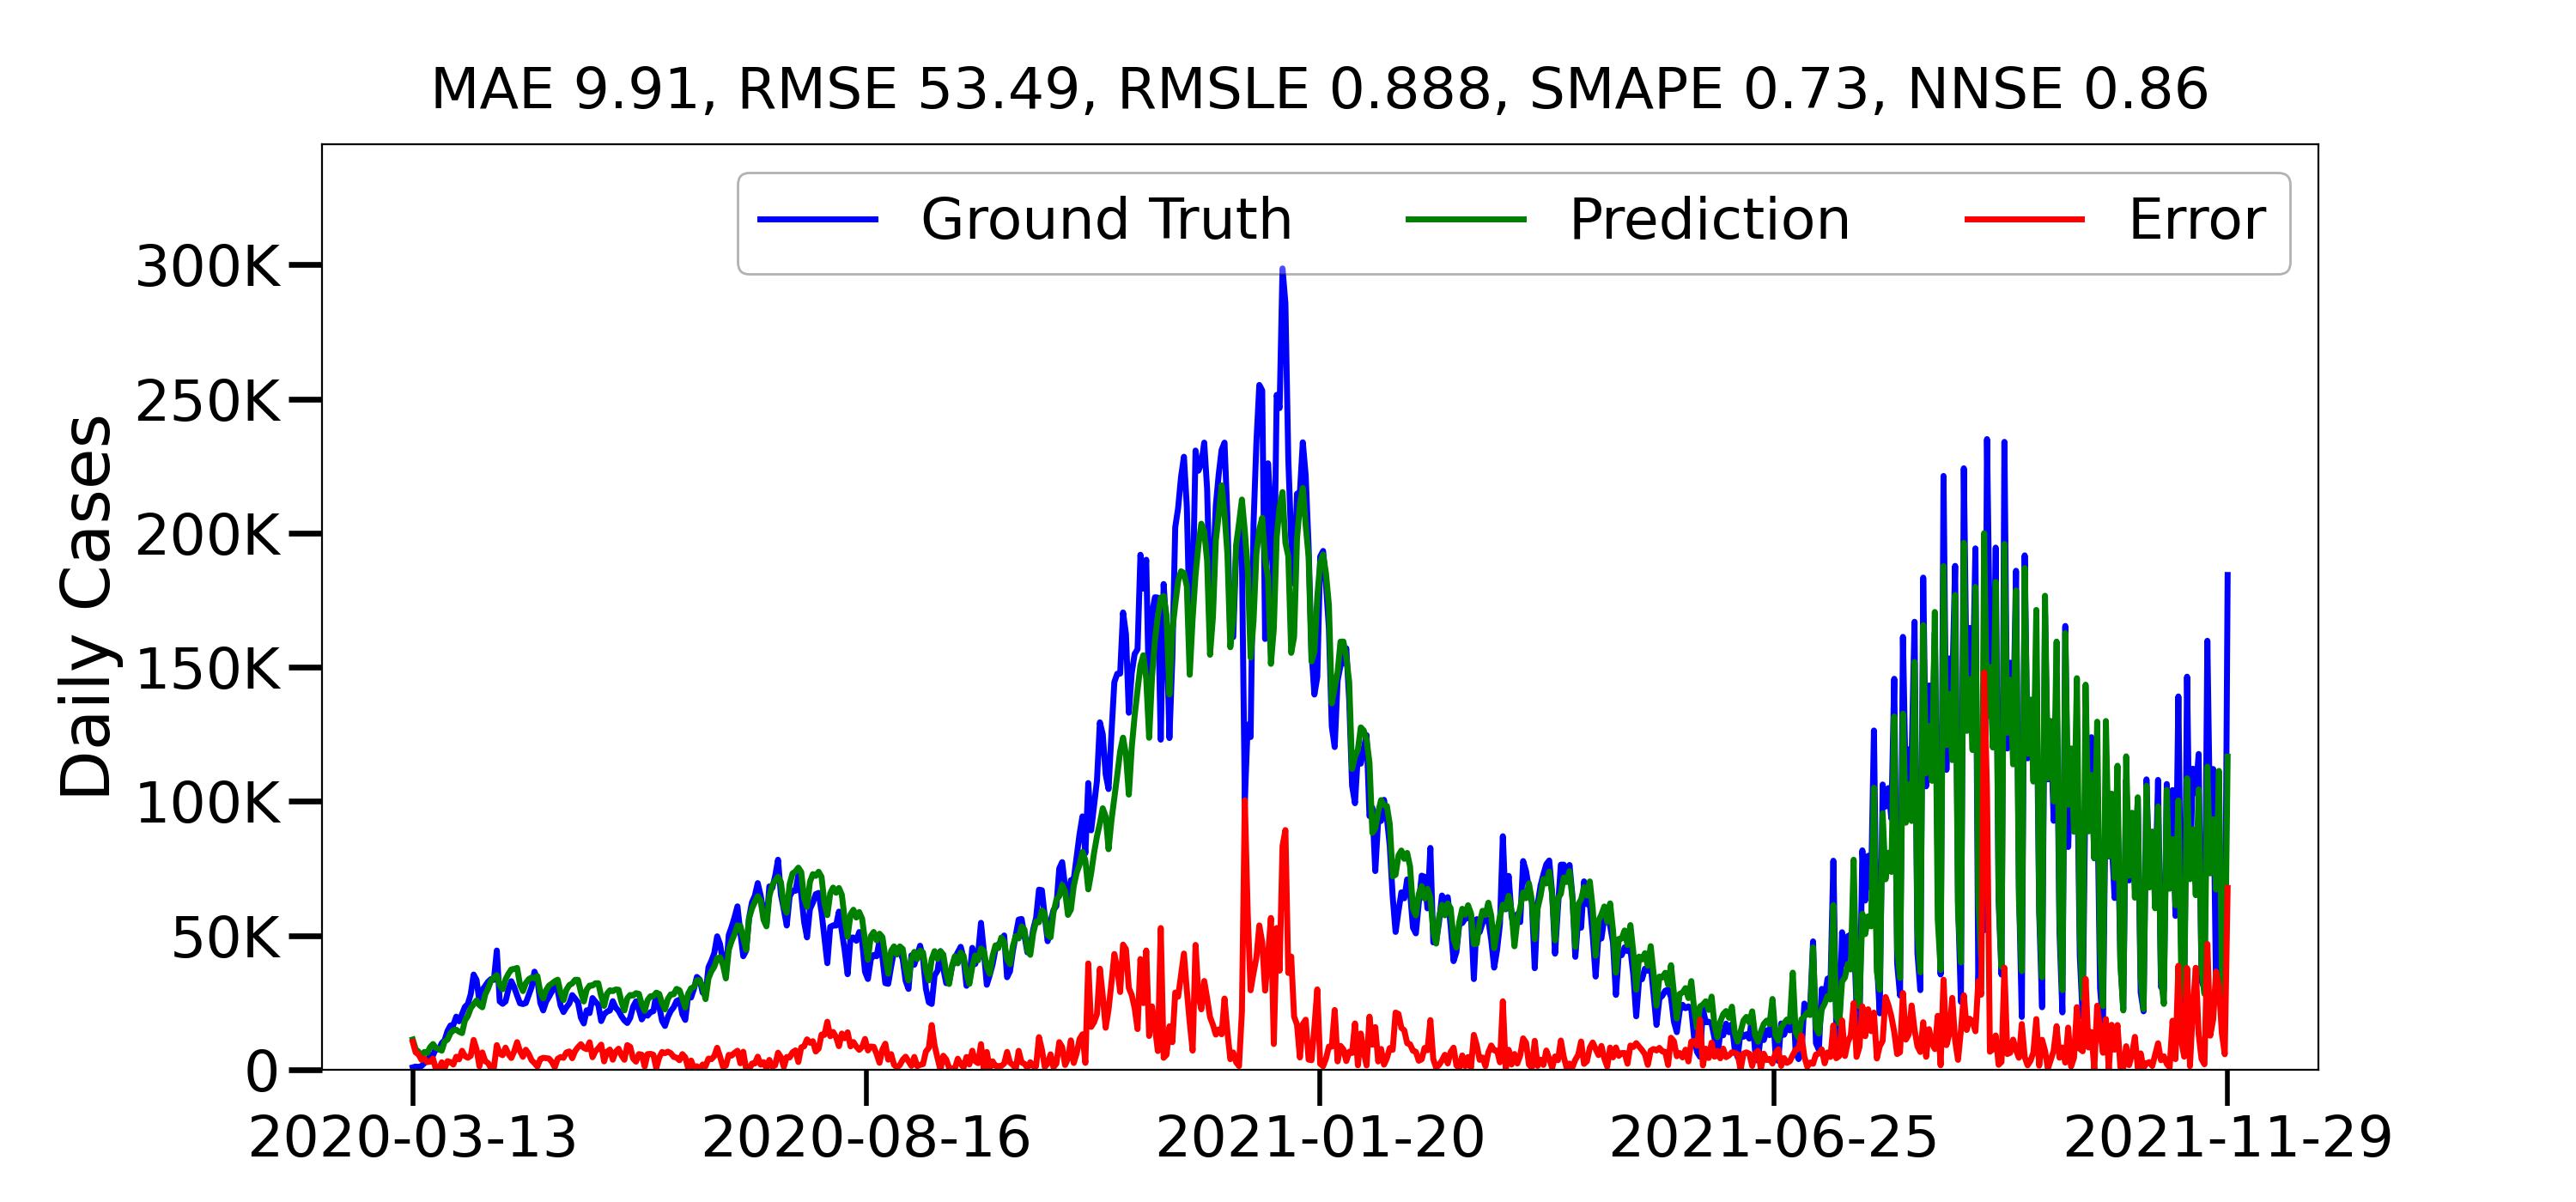 MAE 9.91, RMSE 53.49, RMSLE 0.888, SMAPE 0.73, NNSE 0.86
Ground Truth Prediction Error
Daily Cases
300K
250K
200K
150K
100K
50K
0
2020-03-13 2020-08-16 2021-01-20 2021-06-25 2021-11-29